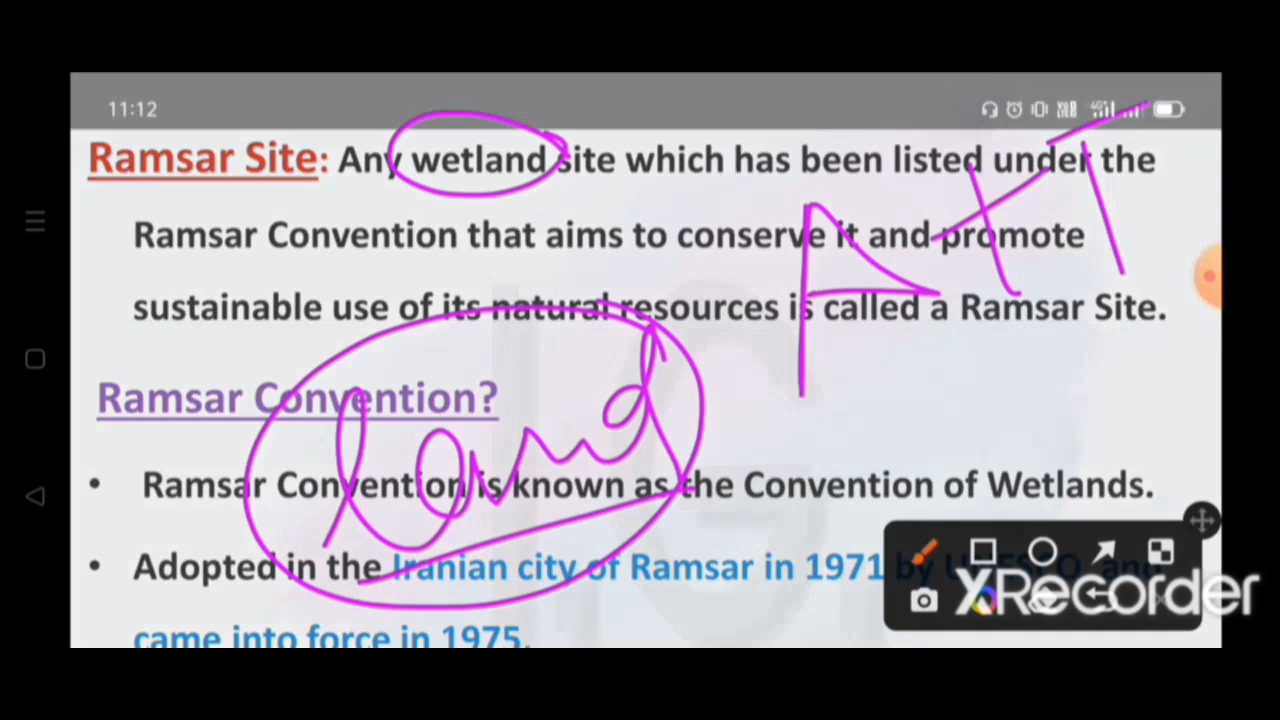 11:12
Ramsar Site: Any wetland site which has been listed under the
Ramsar Convention that aims to conserve it and promote
sustainable use of its natural resources is called a Ramsar Site.
Ramsar Convention?
land
• Ramsar Convention is known as the Convention of Wetlands.
• Adopted in the Iranian city of Ramsar in 1971 by UNESCO, and
came into force in 1975.
XRecorder